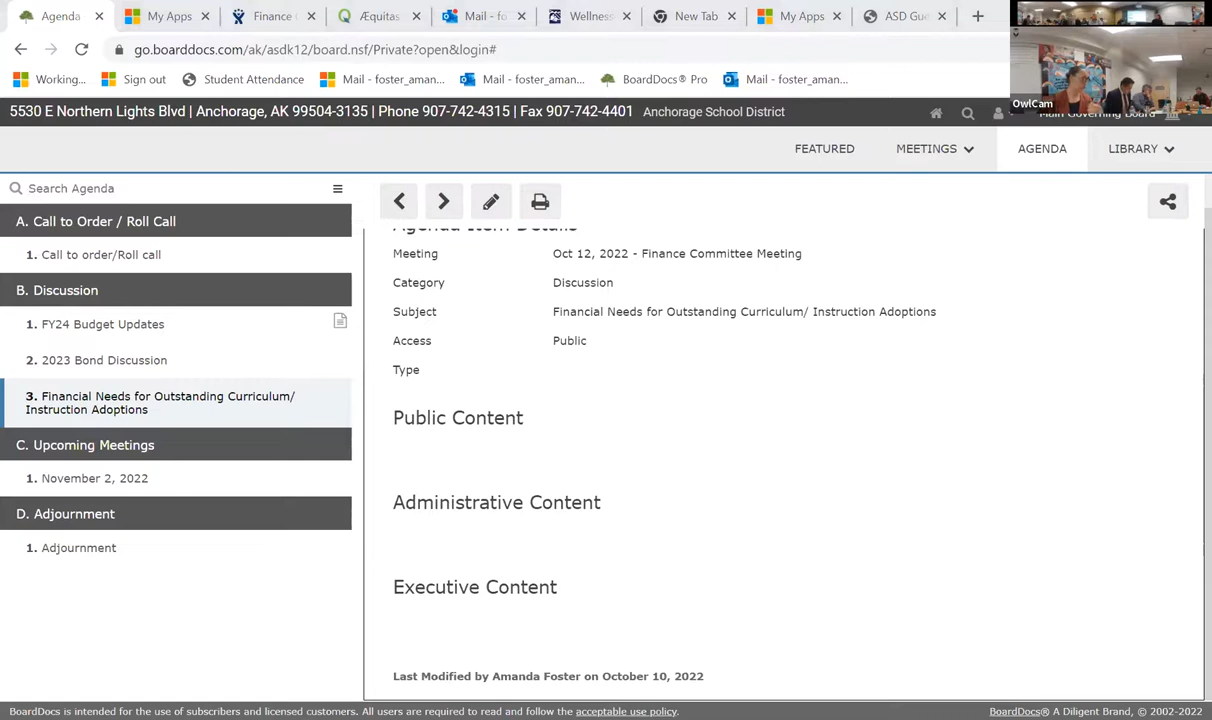 Agenda
My Apps
Finance
Æquitas
Mail - fo
Wellness
New Tab
My Apps
ASD Gue
go.boarddocs.com/ak/asdk12/board.nsf/Private?open&login#
Working...
Sign out
Student Attendance
Mail - foster_aman...
Mail - foster_aman...
BoardDocs® Pro
Mail - foster_aman...
OwlCam
5530 E Northern Lights Blvd | Anchorage, AK 99504-3135 | Phone 907-742-4315 | Fax 907-742-4401 Anchorage School District
Main Governing Board
FEATURED MEETINGS AGENDA LIBRARY
Search Agenda
A. Call to Order / Roll Call
1. Call to order/Roll call
B. Discussion
1. FY24 Budget Updates
2. 2023 Bond Discussion
3. Financial Needs for Outstanding Curriculum/
Instruction Adoptions
C. Upcoming Meetings
1. November 2, 2022
D. Adjournment
1. Adjournment
Agenda Item Details
Meeting Oct 12, 2022 - Finance Committee Meeting
Category Discussion
Subject Financial Needs for Outstanding Curriculum/ Instruction Adoptions
Access Public
Type
Public Content
Administrative Content
Executive Content
Last Modified by Amanda Foster on October 10, 2022
BoardDocs is intended for the use of subscribers and licensed customers. All users are required to read and follow the acceptable use policy.
BoardDocs® A Diligent Brand, © 2002-2022